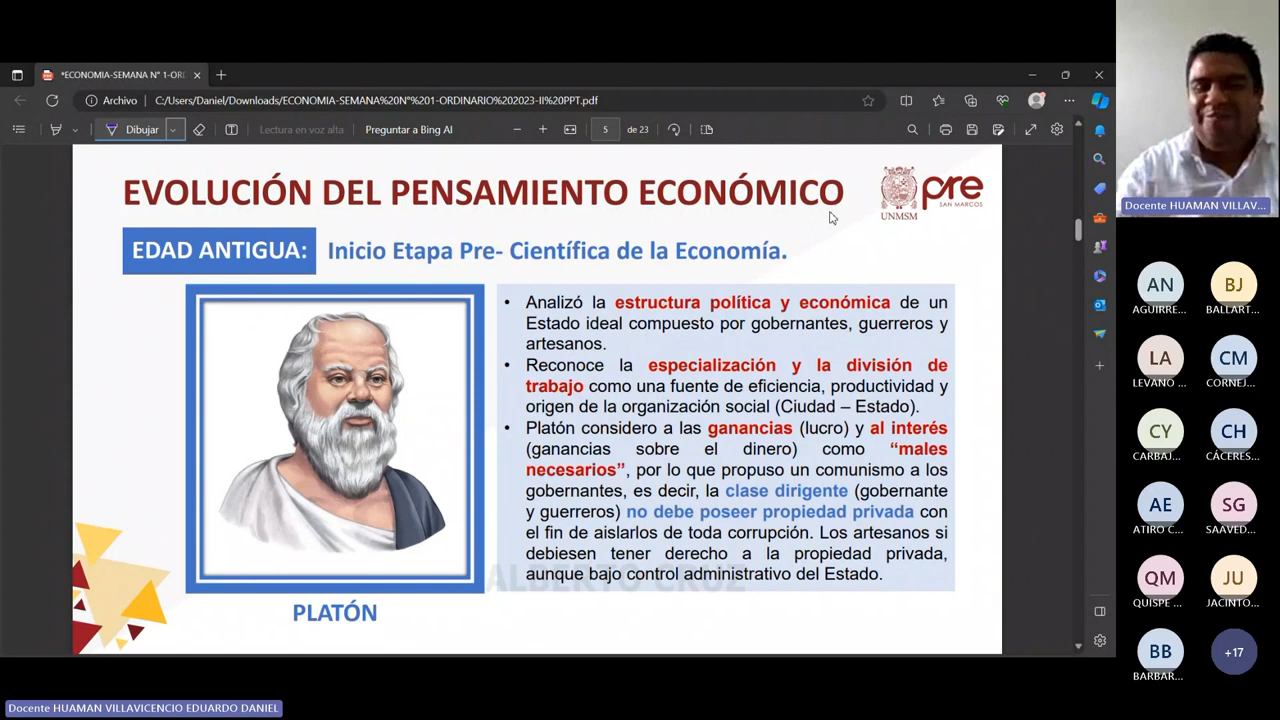 *ECONOMIA-SEMANA N° 1-ORD
Archivo C:/Users/Daniel/Downloads/ECONOMIA-SEMANA%20N°%201-ORDINARIO%202023-II%20PPT.pdf
Dibujar Lectura en voz alta Preguntar a Bing AI 5 de 23
EVOLUCIÓN DEL PENSAMIENTO ECONÓMICO
UNMSM
pre
SAN MARCOS
EDAD ANTIGUA: Inicio Etapa Pre- Científica de la Economía.
• Analizó la estructura política y económica de un
Estado ideal compuesto por gobernantes, guerreros y
artesanos.
• Reconoce la especialización y la división de
trabajo como una fuente de eficiencia, productividad y
origen de la organización social (Ciudad – Estado).
• Platón considero a las ganancias (lucro) y al interés
(ganancias sobre el dinero) como “males
necesarios”, por lo que propuso un comunismo a los
gobernantes, es decir, la clase dirigente (gobernante
y guerreros) no debe poseer propiedad privada con
el fin de aislarlos de toda corrupción. Los artesanos si
debiesen tener derecho a la propiedad privada,
aunque bajo control administrativo del Estado.
ALBERTO CRUZ
PLATÓN
Docente HUAMAN VILLAV...
AN BJ
AGUIRRE... BALLART...
LA CM
LEVANO ... CORNEJ...
CY CH
CARBAJ... CÁCERES...
AE SG
ATIRO C... SAAVED...
QM JU
QUISPE ... JACINTO...
BB +17
BARBAR...
Docente HUAMAN VILLAVICENCIO EDUARDO DANIEL